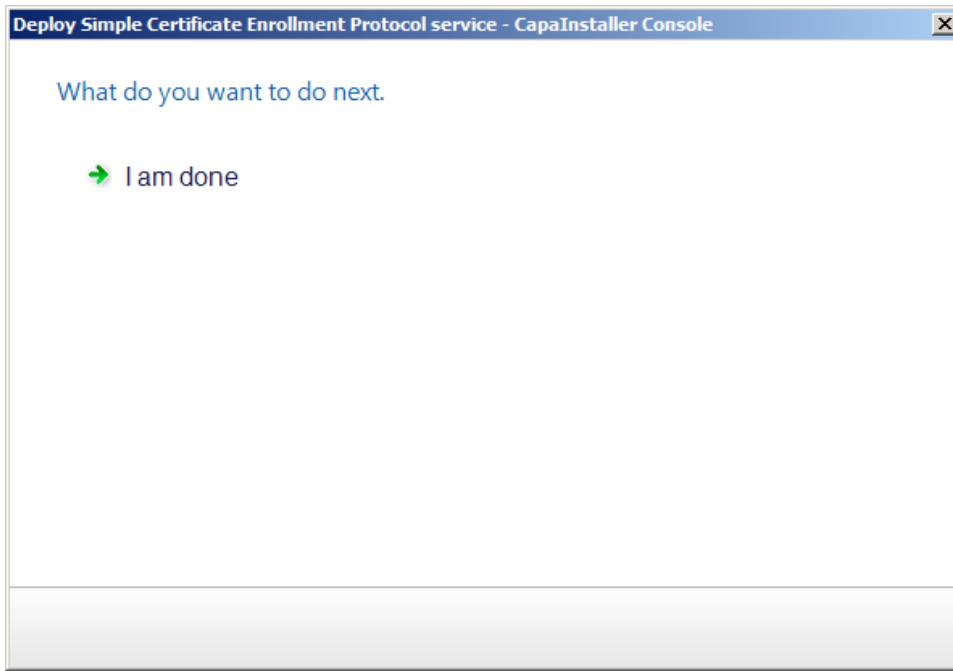 Deploy Simple Certificate Enrollment Protocol service - CapaInstaller Console
What do you want to do next.
I am done